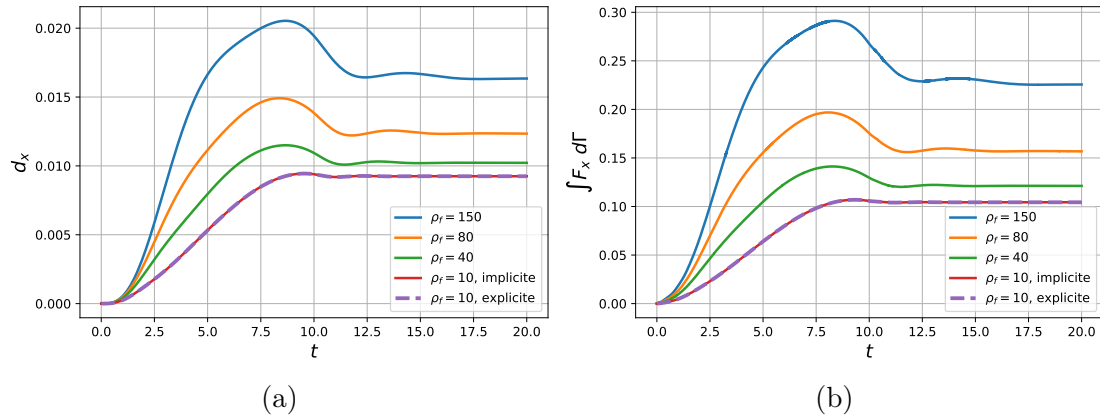 0.020
0.015
0.010
0.005
0.000
d_x
0.0 2.5 5.0 7.5 10.0 12.5 15.0 17.5 20.0
t
ρ_f = 150
ρ_f = 80
ρ_f = 40
ρ_f = 10, implicite
ρ_f = 10, explicite
(a)
0.30
0.25
0.20
0.15
0.10
0.05
0.00
∫ F_x dΓ
0.0 2.5 5.0 7.5 10.0 12.5 15.0 17.5 20.0
t
ρ_f = 150
ρ_f = 80
ρ_f = 40
ρ_f = 10, implicite
ρ_f = 10, explicite
(b)